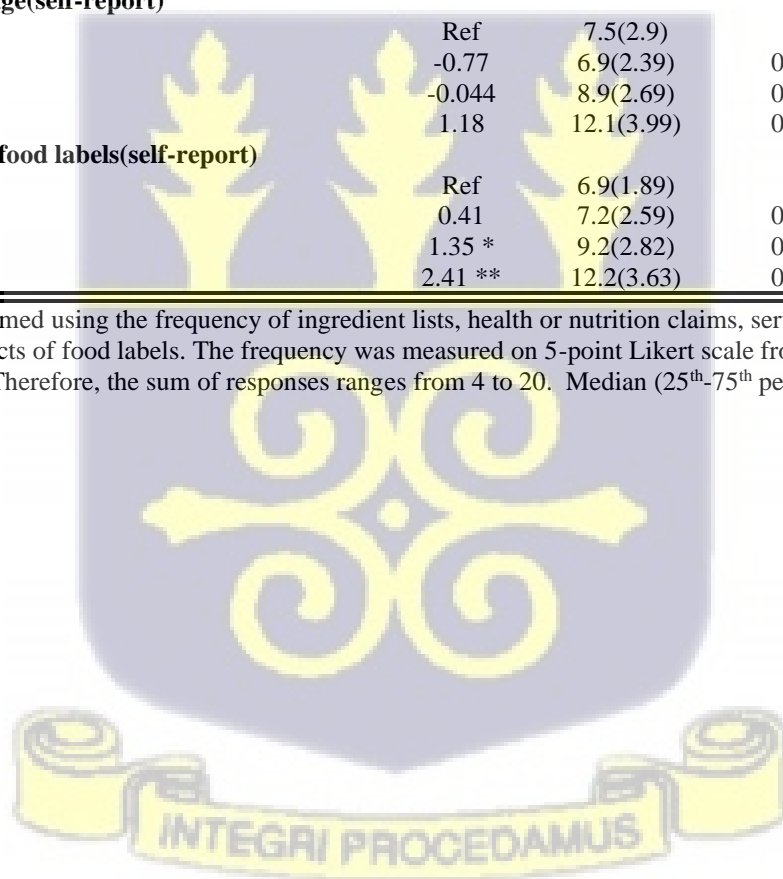 ge(self-report)
Ref 7.5(2.9)
-0.77 6.9(2.39) 0
-0.044 8.9(2.69) 0
1.18 12.1(3.99) 0
food labels(self-report)
Ref 6.9(1.89)
0.41 7.2(2.59) 0
1.35 * 9.2(2.82) 0
2.41 ** 12.2(3.63) 0
med using the frequency of ingredient lists, health or nutrition claims, ser
cts of food labels. The frequency was measured on 5-point Likert scale fro
Therefore, the sum of responses ranges from 4 to 20. Median (25th-75th pe
INTEGRI PROCEDAMUS